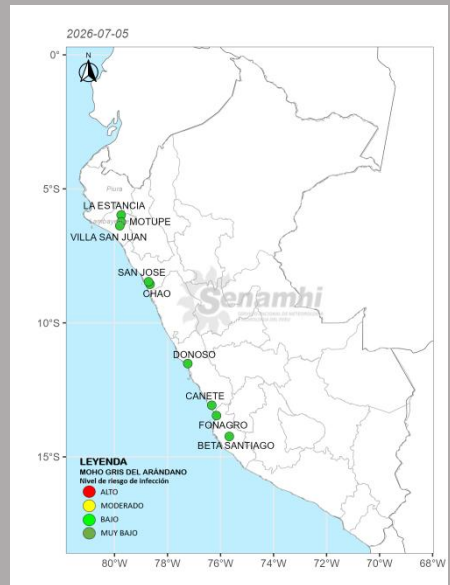 2026-07-05
N
0°
5°S
10°S
15°S
Piura
LA ESTANCIA
MOTUPE
VILLA SAN JUAN
SAN JOSE
CHAO
Senamhi
DONOSO
CANETE
FONAGRO
BETA SANTIAGO
LEYENDA
MOHO GRIS DEL ARÁNDANO
Nivel de riesgo de infección
ALTO
MODERADO
BAJO
MUY BAJO
80°W 78°W 76°W 74°W 72°W 70°W 68°W